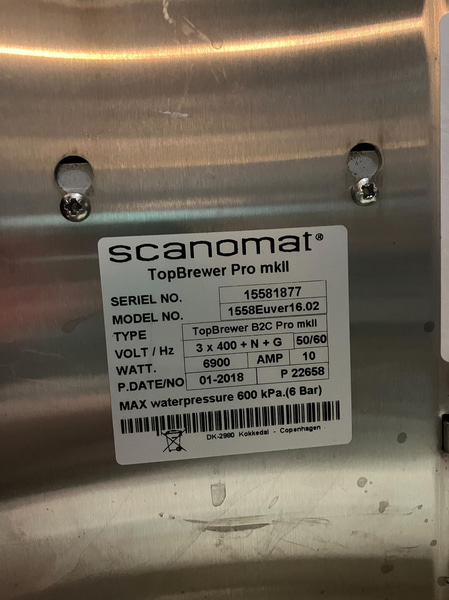 scanomat®
TopBrewer Pro mkII
SERIEL NO. 15581877
MODEL NO. 1558Euver16.02
TYPE TopBrewer B2C Pro mkII
VOLT / Hz 3 x 400 + N + G 50/60
WATT. 6900 AMP 10
P.DATE/NO 01-2018 P 22658
MAX waterpressure 600 kPa.(6 Bar)
DK-2980 Kokkedal - Copenhagen